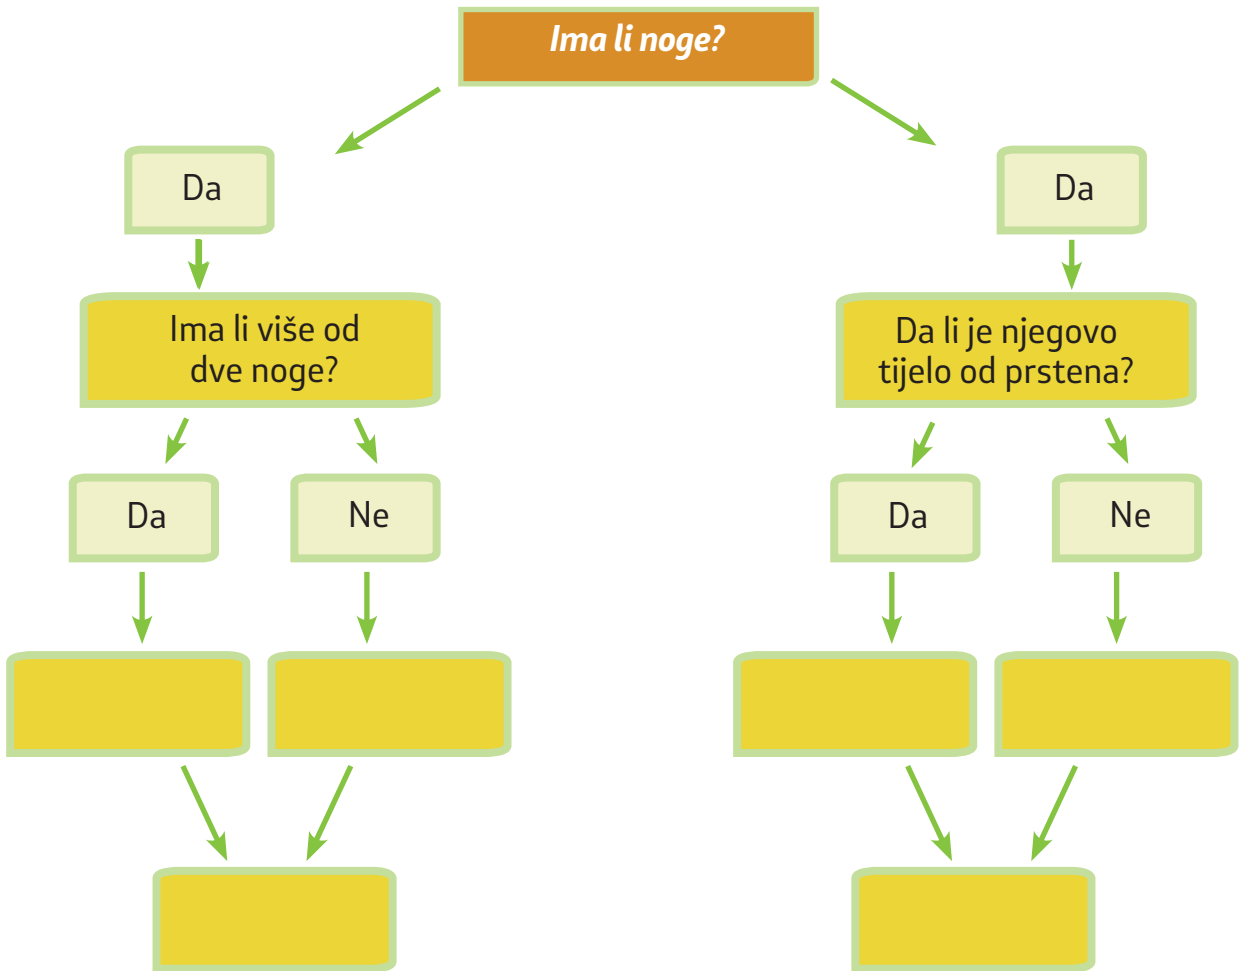 Ima li noge?
Da
Da
Ima li više od
dve noge?
Da li je njegovo
tijelo od prstena?
Da
Ne
Da
Ne